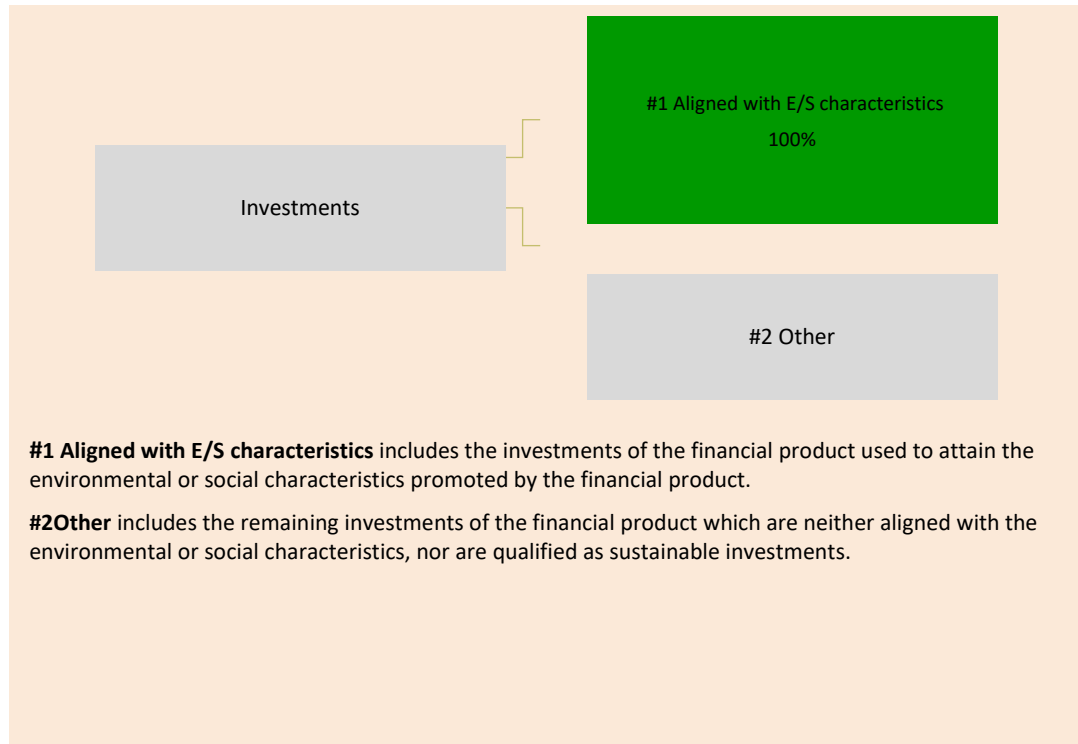 #1 Aligned with E/S characteristics
100%
Investments
#2 Other
#1 Aligned with E/S characteristics includes the investments of the financial product used to attain the
environmental or social characteristics promoted by the financial product.
#2Other includes the remaining investments of the financial product which are neither aligned with the
environmental or social characteristics, nor are qualified as sustainable investments.